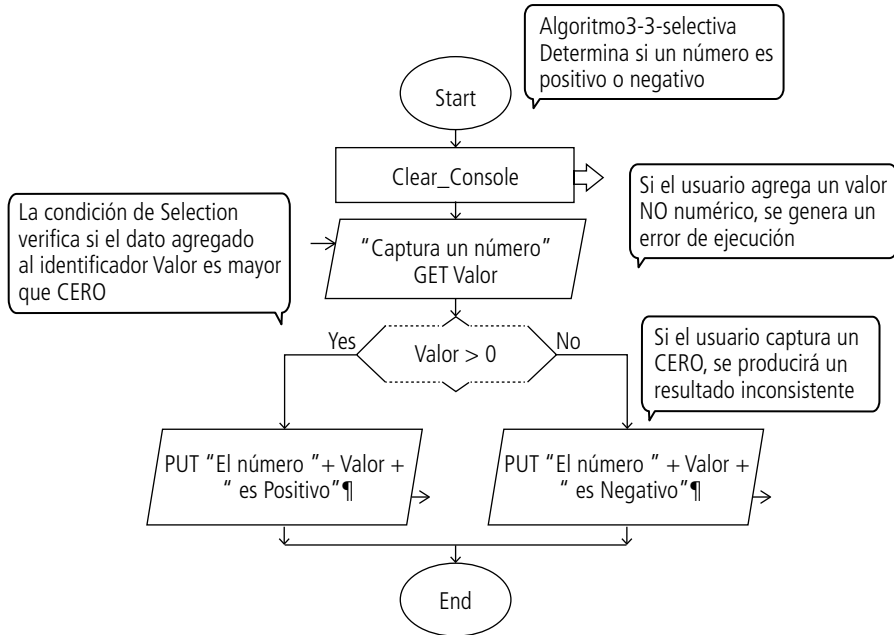 Algoritmo3-3-selectiva
Determina si un número es
positivo o negativo
Start
Clear_Console
Si el usuario agrega un valor
NO numérico, se genera un
error de ejecución
La condición de Selection
verifica si el dato agregado
al identificador Valor es mayor
que CERO
“Captura un número”
GET Valor
Yes
Valor > 0
No
Si el usuario captura un
CERO, se producirá un
resultado inconsistente
PUT “El número ”+ Valor +
“ es Positivo”¶
PUT “El número ” + Valor +
“ es Negativo”¶
End